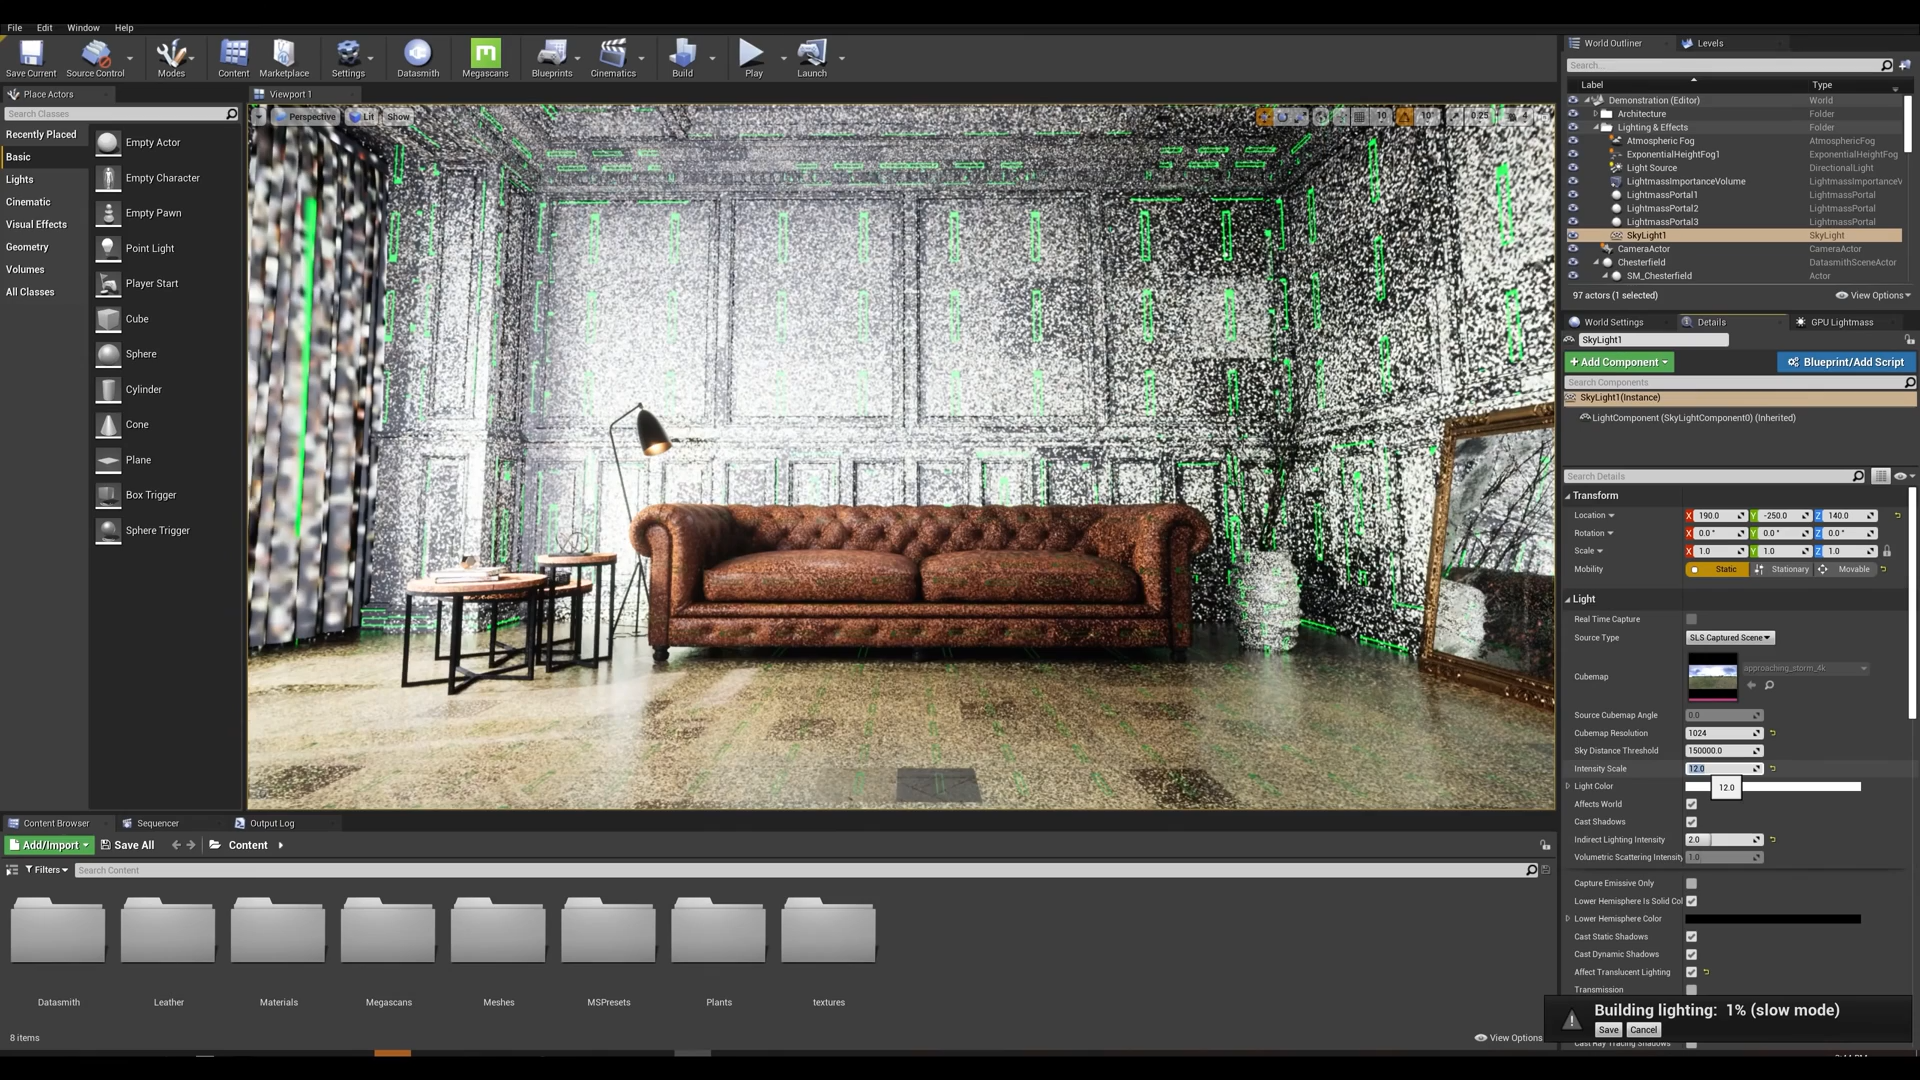 File Edit Window Help
Save Current Source Control Modes Content Marketplace Settings Datasmith Megascans Blueprints Cinematics Build Play Launch
Place Actors
Search Classes
Recently Placed
Basic
Lights
Cinematic
Visual Effects
Geometry
Volumes
All Classes
Empty Actor
Empty Character
Empty Pawn
Point Light
Player Start
Cube
Sphere
Cylinder
Cone
Plane
Box Trigger
Sphere Trigger
Viewport 1
Perspective Lit Show
10 10° 0.25 4
World Outliner Levels
Search...
Label Type
Demonstration (Editor) World
Architecture Folder
Lighting & Effects Folder
Atmospheric Fog AtmosphericFog
ExponentialHeightFog1 ExponentialHeightFog
Light Source DirectionalLight
LightmassImportanceVolume LightmassImportanceV
LightmassPortal1 LightmassPortal
LightmassPortal2 LightmassPortal
LightmassPortal3 LightmassPortal
SkyLight1 SkyLight
CameraActor CameraActor
Chesterfield DatasmithSceneActor
SM_Chesterfield Actor
97 actors (1 selected) View Options
World Settings Details GPU Lightmass
SkyLight1
+ Add Component Blueprint/Add Script
Search Components
SkyLight1(Instance)
LightComponent (SkyLightComponent0) (Inherited)
Search Details
Transform
Location X 190.0 Y -250.0 Z 140.0
Rotation X 0.0 ° Y 0.0 ° Z 0.0 °
Scale X 1.0 Y 1.0 Z 1.0
Mobility Static Stationary Movable
Light
Real Time Capture
Source Type SLS Captured Scene
Cubemap approaching_storm_4k
Source Cubemap Angle 0.0
Cubemap Resolution 1024
Sky Distance Threshold 150000.0
Intensity Scale 12.0
12.0
Light Color
Affects World
Cast Shadows
Indirect Lighting Intensity 2.0
Volumetric Scattering Intensity 1.0
Capture Emissive Only
Lower Hemisphere Is Solid Col
Lower Hemisphere Color
Cast Static Shadows
Cast Dynamic Shadows
Affect Translucent Lighting
Transmission
Building lighting: 1% (slow mode)
Save Cancel
Cast Ray Tracing Shadows
Content Browser Sequencer Output Log
Add/Import Save All Content
Filters Search Content
Datasmith Leather Materials Megascans Meshes MSPresets Plants textures
8 items View Options